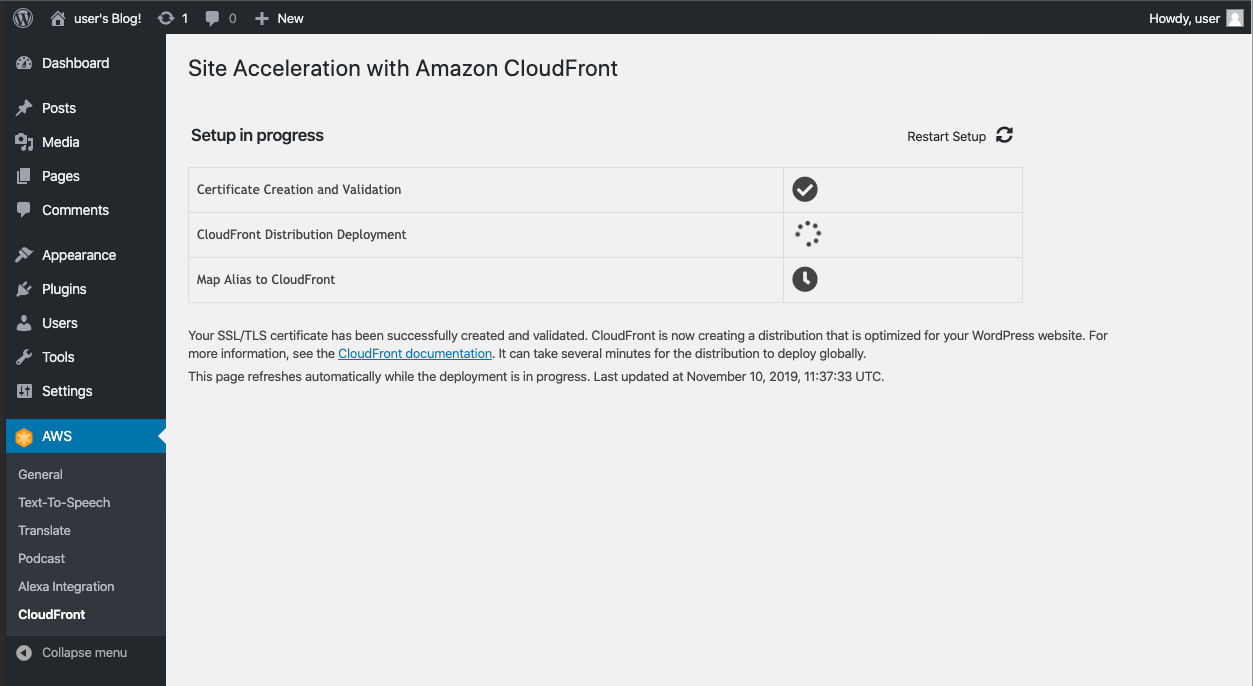 user's Blog! 1 0 New Howdy, user
Dashboard
Posts
Media
Pages
Comments
Appearance
Plugins
Users
Tools
Settings
AWS
General
Text-To-Speech
Translate
Podcast
Alexa Integration
CloudFront
Collapse menu
Site Acceleration with Amazon CloudFront
Setup in progress Restart Setup
Certificate Creation and Validation
CloudFront Distribution Deployment
Map Alias to CloudFront
Your SSL/TLS certificate has been successfully created and validated. CloudFront is now creating a distribution that is optimized for your WordPress website. For
more information, see the CloudFront documentation. It can take several minutes for the distribution to deploy globally.
This page refreshes automatically while the deployment is in progress. Last updated at November 10, 2019, 11:37:33 UTC.